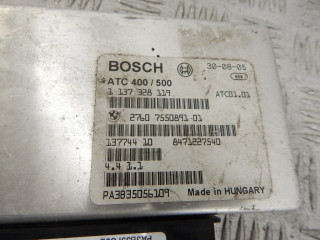 BOSCH 30-08-05
ATC 400 / 500
1 137 328 119 ATC01.01
2760 7550891-01
137744 10 8471227540
4.4 1.1
PA3B35056109 Made in HUNGARY